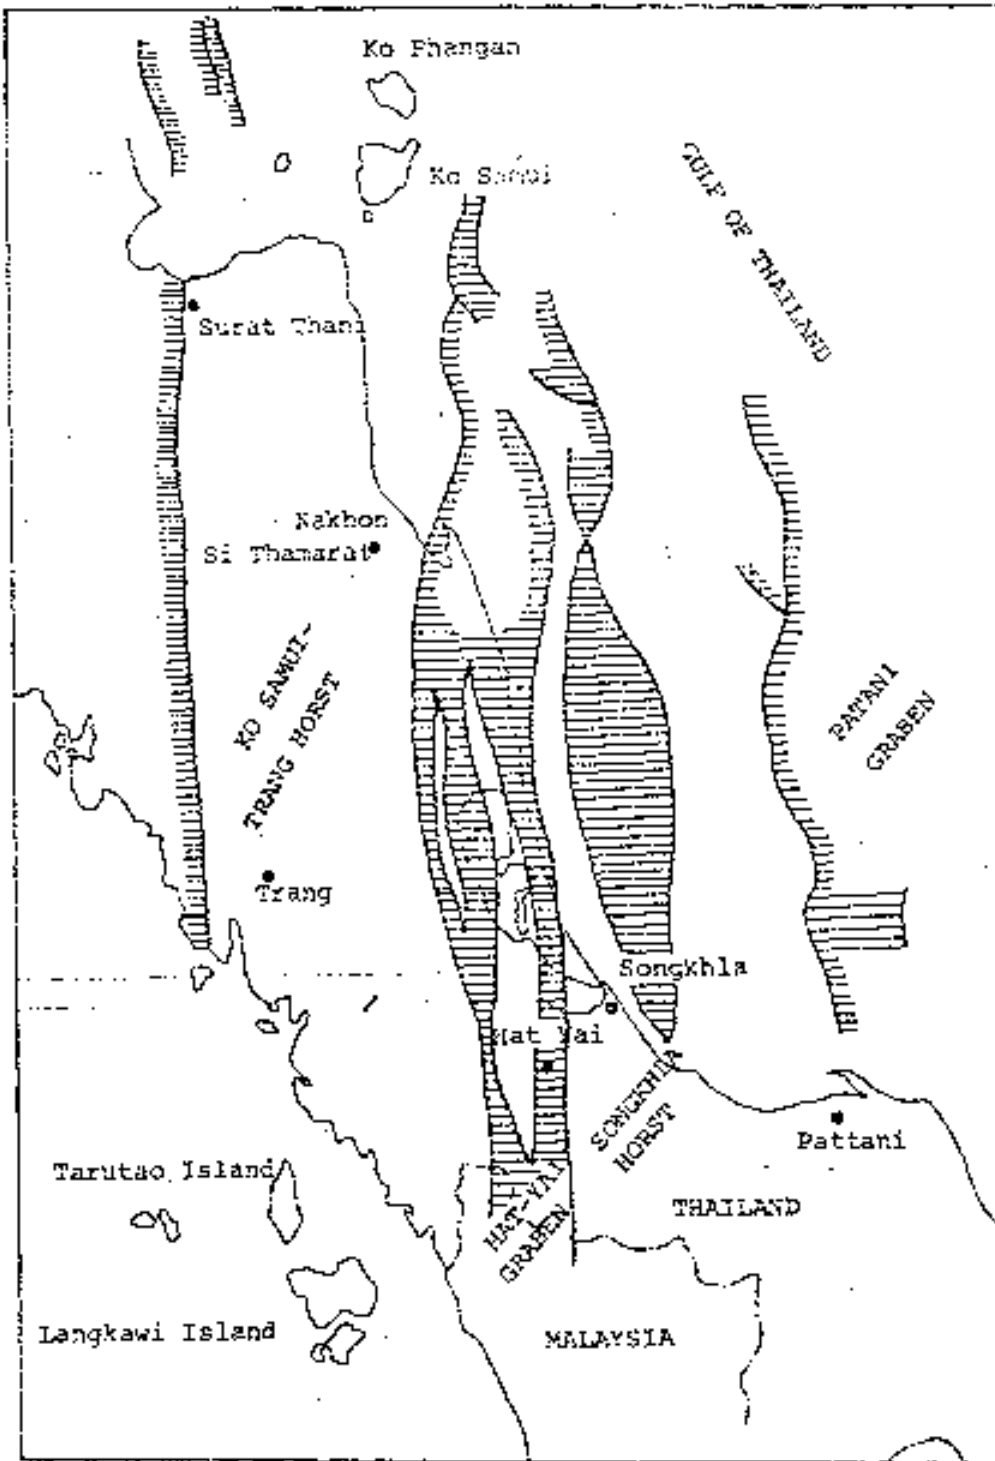 Ko Phangan
Ko Samui
GULF OF THAILAND
Surat Thani
Nakhon
Si Thamarat
KO SAMUI-
TRANG HORST
PATANI
GRABEN
Trang
Songkhla
Hat Yai
SONGKHLA
HORST
Pattani
Tarutao Island
THAILAND
HAT-YAI
GRABEN
Langkawi Island
MALAYSIA